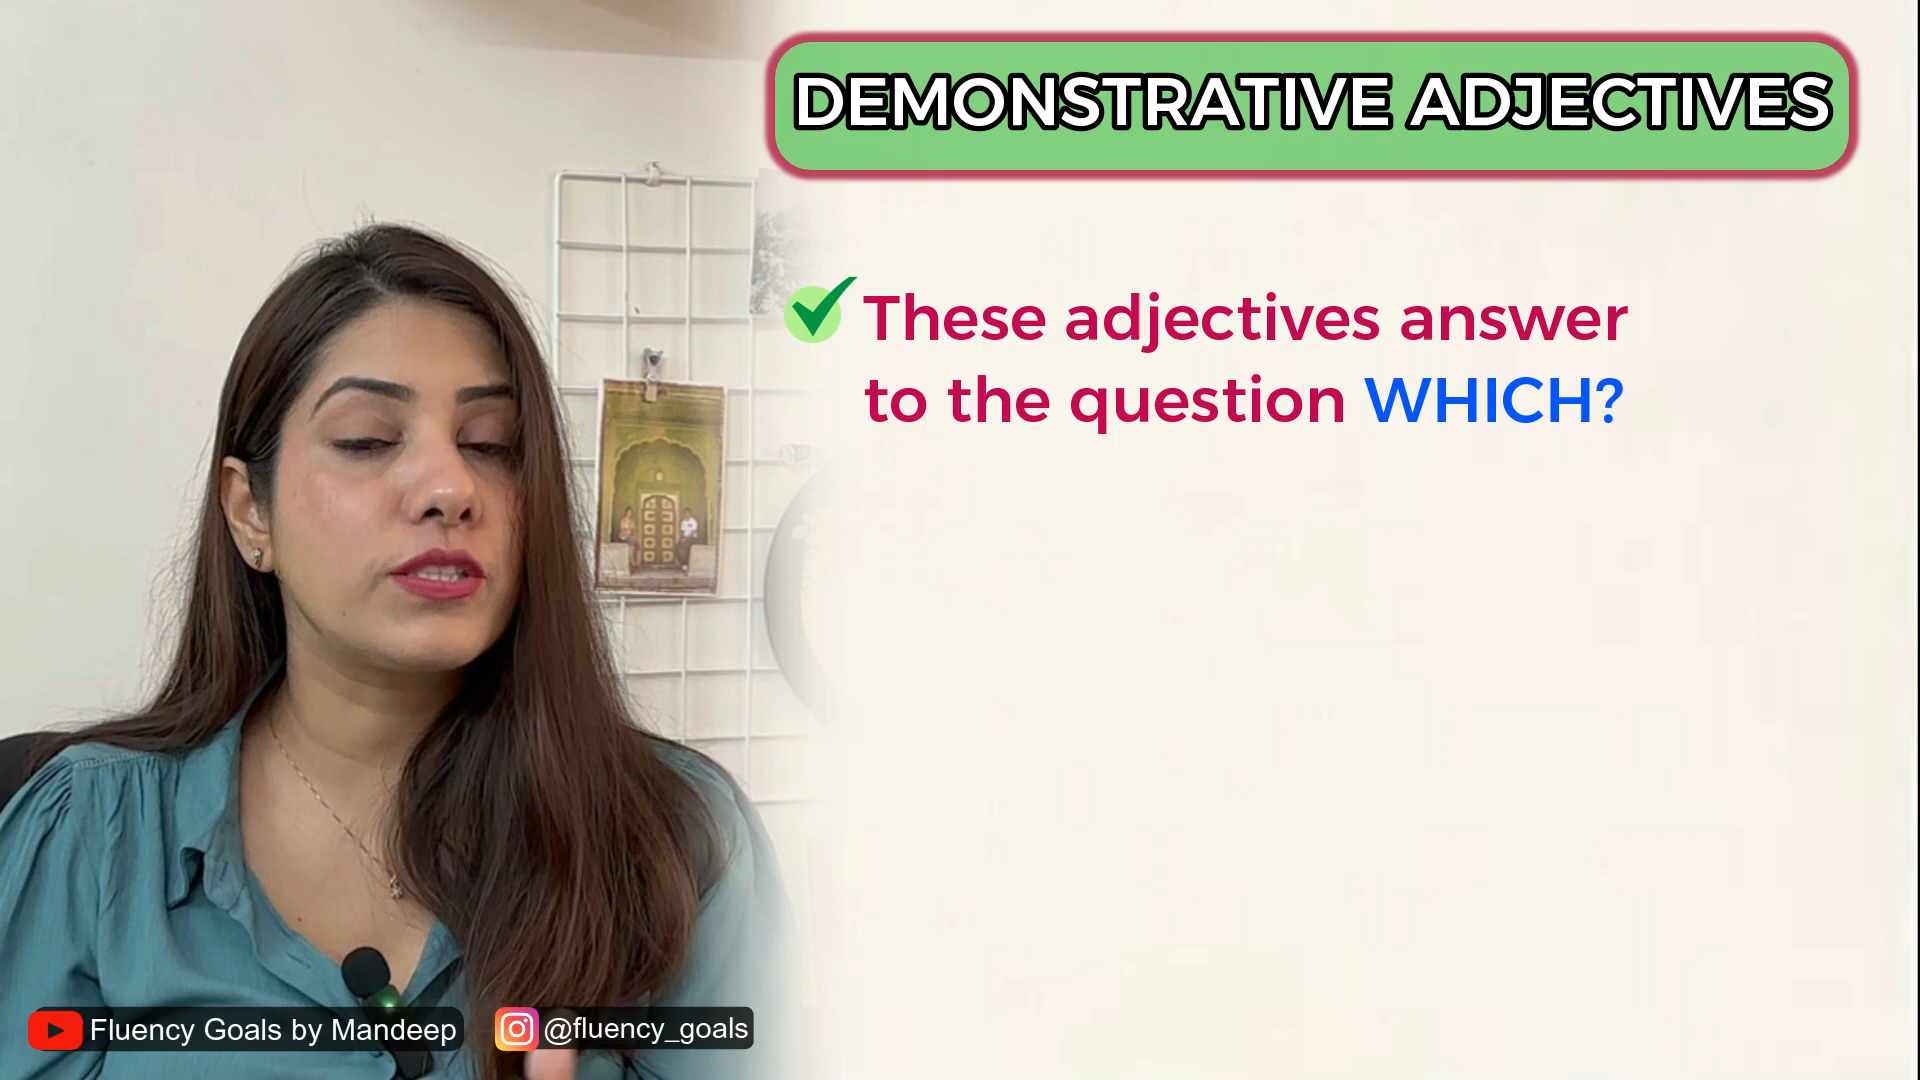 DEMONSTRATIVE ADJECTIVES
These adjectives answer
to the question WHICH?
Fluency Goals by Mandeep
@fluency_goals